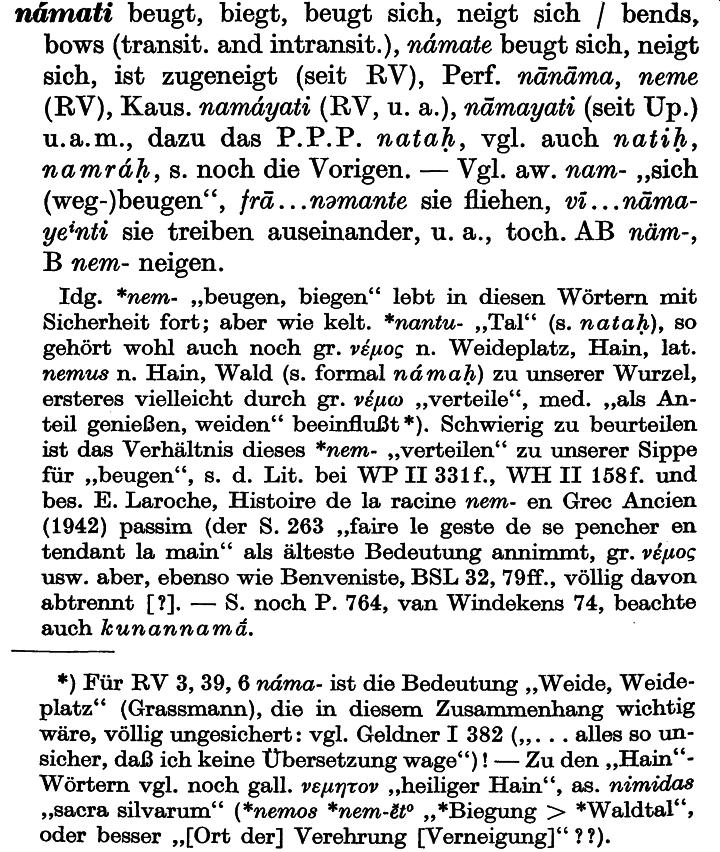 námati beugt, biegt, beugt sich, neigt sich / bends,
bows (transit. and intransit.), námate beugt sich, neigt
sich, ist zugeneigt (seit RV), Perf. nānāma, neme
(RV), Kaus. namáyati (RV, u. a.), nāmayati (seit Up.)
u.a.m., dazu das P.P.P. nataḥ, vgl. auch natiḥ,
namráḥ, s. noch die Vorigen. — Vgl. aw. nam- „sich
(weg-)beugen“, frā...nəmante sie fliehen, vī...nāma-
yeⁱnti sie treiben auseinander, u. a., toch. AB näm-,
B nem- neigen.
Idg. *nem- „beugen, biegen“ lebt in diesen Wörtern mit
Sicherheit fort; aber wie kelt. *nantu- „Tal“ (s. nataḥ), so
gehört wohl auch noch gr. νέμος n. Weideplatz, Hain, lat.
nemus n. Hain, Wald (s. formal námaḥ) zu unserer Wurzel,
ersteres vielleicht durch gr. νέμω „verteile“, med. „als An-
teil genießen, weiden“ beeinflußt*). Schwierig zu beurteilen
ist das Verhältnis dieses *nem- „verteilen“ zu unserer Sippe
für „beugen“, s. d. Lit. bei WP II 331f., WH II 158f. und
bes. E. Laroche, Histoire de la racine nem- en Grec Ancien
(1942) passim (der S. 263 „faire le geste de se pencher en
tendant la main“ als älteste Bedeutung annimmt, gr. νέμος
usw. aber, ebenso wie Benveniste, BSL 32, 79ff., völlig davon
abtrennt [?]. — S. noch P. 764, van Windekens 74, beachte
auch kunannamā́.
*) Für RV 3, 39, 6 náma- ist die Bedeutung „Weide, Weide-
platz“ (Grassmann), die in diesem Zusammenhang wichtig
wäre, völlig ungesichert: vgl. Geldner I 382 („... alles so un-
sicher, daß ich keine Übersetzung wage“)! — Zu den „Hain“-
Wörtern vgl. noch gall. νεμητον „heiliger Hain“, as. nimidas
„sacra silvarum“ (*nemos *nem-ĕt⁰ „*Biegung > *Waldtal“,
oder besser „[Ort der] Verehrung [Verneigung]“??).